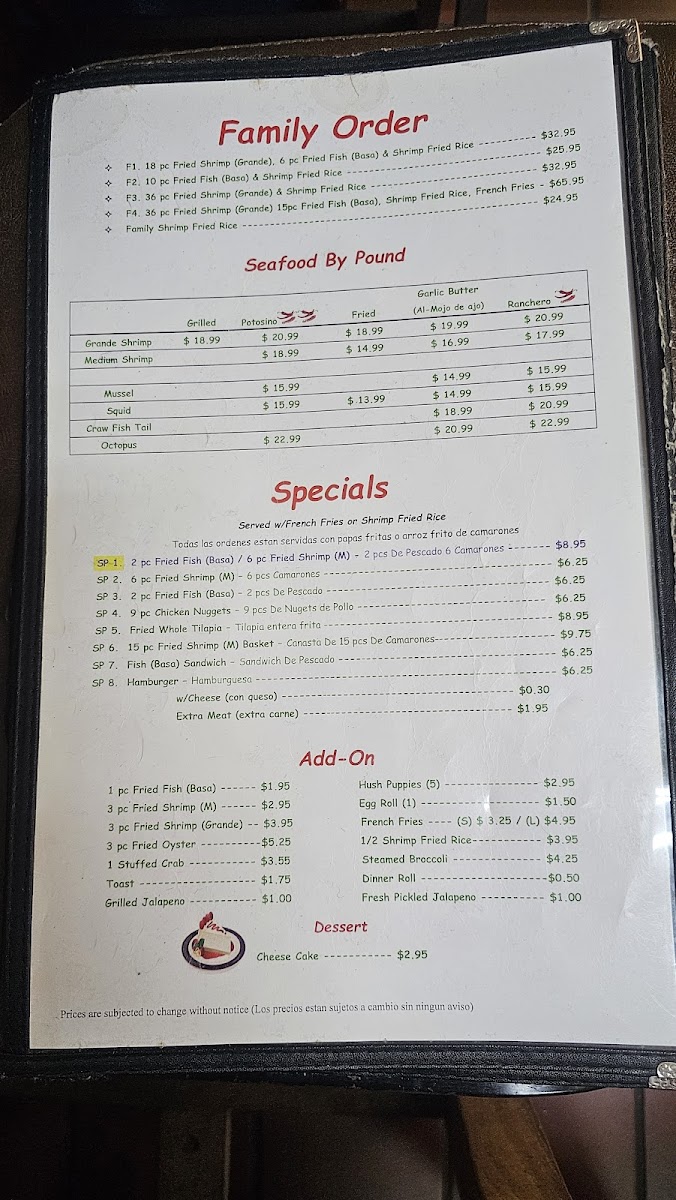 Family Order
F1. 18 pc Fried Shrimp (Grande), 6 pc Fried Fish (Basa) & Shrimp Fried Rice ---------- $32.95
F2. 10 pc Fried Fish (Basa) & Shrimp Fried Rice ---------------------------------- $25.95
F3. 36 pc Fried Shrimp (Grande) & Shrimp Fried Rice ------------------------------ $32.95
F4. 36 pc Fried Shrimp (Grande) 15pc Fried Fish (Basa), Shrimp Fried Rice, French Fries - $65.95
Family Shrimp Fried Rice -------------------------------------------------- $24.95
Seafood By Pound
Grilled Potosino Fried Garlic Butter (Al-Mojo de ajo) Ranchero
Grande Shrimp $ 18.99 $ 20.99 $ 18.99 $ 19.99 $ 20.99
Medium Shrimp $ 18.99 $ 14.99 $ 16.99 $ 17.99
Mussel $ 15.99 $ 14.99 $ 15.99
Squid $ 15.99 $ 13.99 $ 14.99 $ 15.99
Craw Fish Tail $ 18.99 $ 20.99
Octopus $ 22.99 $ 20.99 $ 22.99
Specials
Served w/French Fries or Shrimp Fried Rice
Todas las ordenes estan servidas con papas fritas o arroz frito de camarones
SP 1. 2 pc Fried Fish (Basa) / 6 pc Fried Shrimp (M) - 2 pcs De Pescado 6 Camarones -------- $8.95
SP 2. 6 pc Fried Shrimp (M) - 6 pcs Camarones ---------------------------------------- $6.25
SP 3. 2 pc Fried Fish (Basa) - 2 pcs De Pescado -------------------------------------- $6.25
SP 4. 9 pc Chicken Nuggets - 9 pcs De Nugets de Pollo -------------------------------- $6.25
SP 5. Fried Whole Tilapia - Tilapia entera frita -------------------------------------- $8.95
SP 6. 15 pc Fried Shrimp (M) Basket - Canasta De 15 pcs De Camarones-------------------- $9.75
SP 7. Fish (Basa) Sandwich - Sandwich De Pescado ------------------------------------ $6.25
SP 8. Hamburger - Hamburguesa ---------------------------------------------------- $6.25
w/Cheese (con queso) ---------------------------------------- $0.30
Extra Meat (extra carne) ------------------------------------ $1.95
Add-On
1 pc Fried Fish (Basa) ------ $1.95
3 pc Fried Shrimp (M) ------ $2.95
3 pc Fried Shrimp (Grande) -- $3.95
3 pc Fried Oyster ----------$5.25
1 Stuffed Crab ----------- $3.55
Toast ------------------- $1.75
Grilled Jalapeno ----------- $1.00
Hush Puppies (5) ---------------- $2.95
Egg Roll (1) -------------------- $1.50
French Fries ---- (S) $ 3.25 / (L) $4.95
1/2 Shrimp Fried Rice------------ $3.95
Steamed Broccoli --------------- $4.25
Dinner Roll ---------------------$0.50
Fresh Pickled Jalapeno ---------- $1.00
Dessert
Cheese Cake ------------ $2.95
. Prices are subjected to change without notice (Los precios estan sujetos a cambio sin ningun aviso)